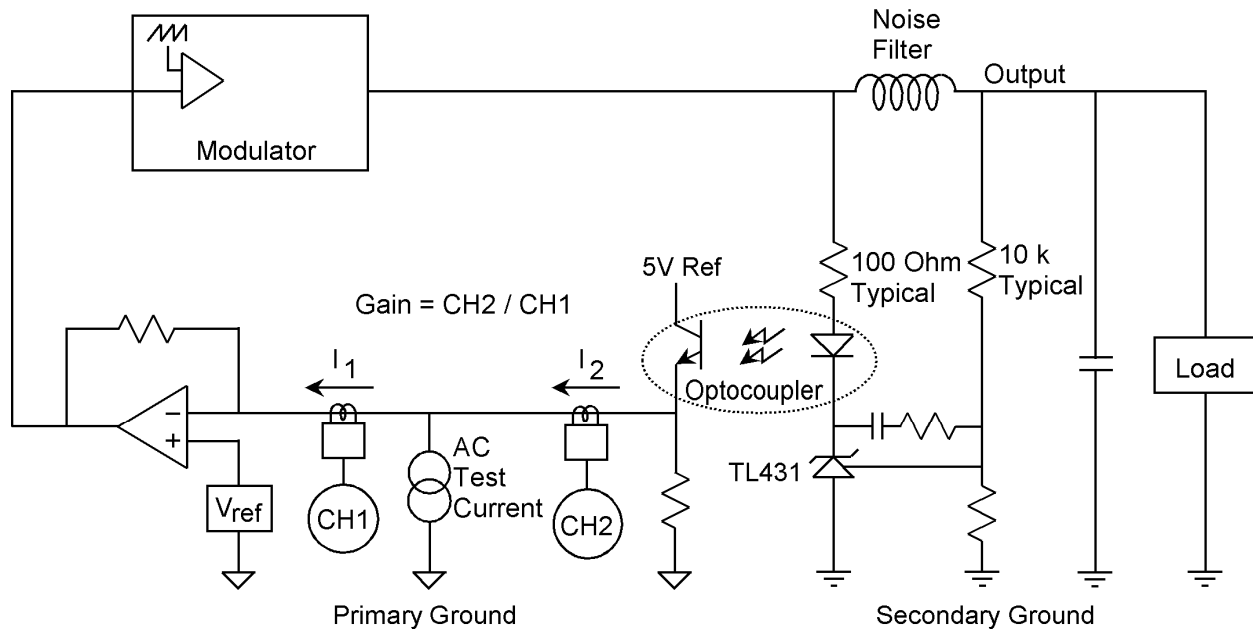 Noise
Filter
Output
Modulator
5V Ref
100 Ohm
Typical
10 k
Typical
Gain = CH2 / CH1
I1
I2
Optocoupler
Load
−
+
AC
Test
Current
TL431
Vref
CH1
CH2
Primary Ground
Secondary Ground